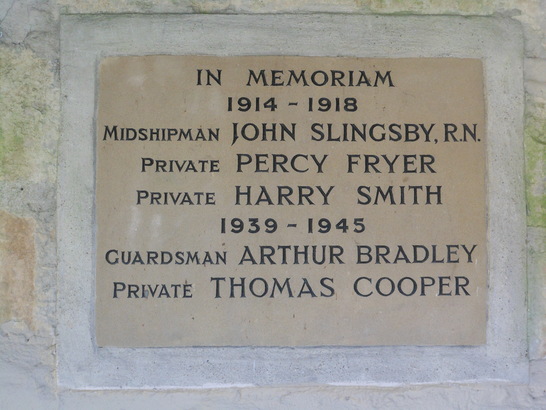 IN MEMORIAM
1914 - 1918
MIDSHIPMAN JOHN SLINGSBY, R.N.
PRIVATE PERCY FRYER
PRIVATE HARRY SMITH
1939 - 1945
GUARDSMAN ARTHUR BRADLEY
PRIVATE THOMAS COOPER